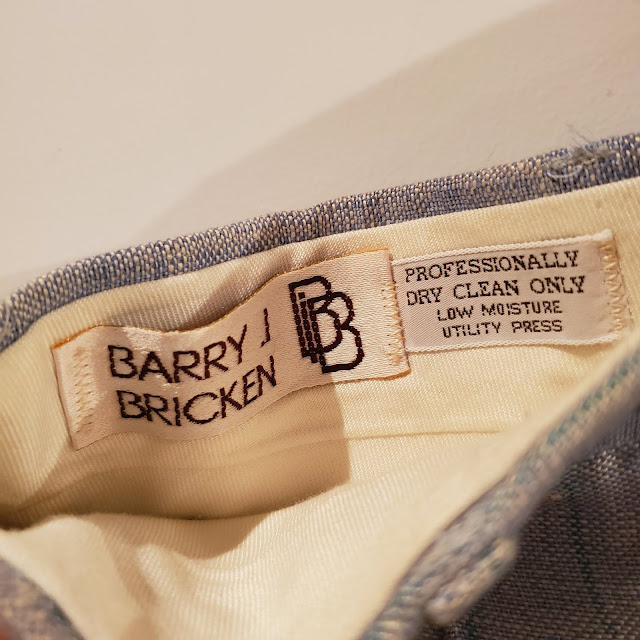 BARRY J
BRICKEN
BB
PROFESSIONALLY
DRY CLEAN ONLY
LOW MOISTURE
UTILITY PRESS